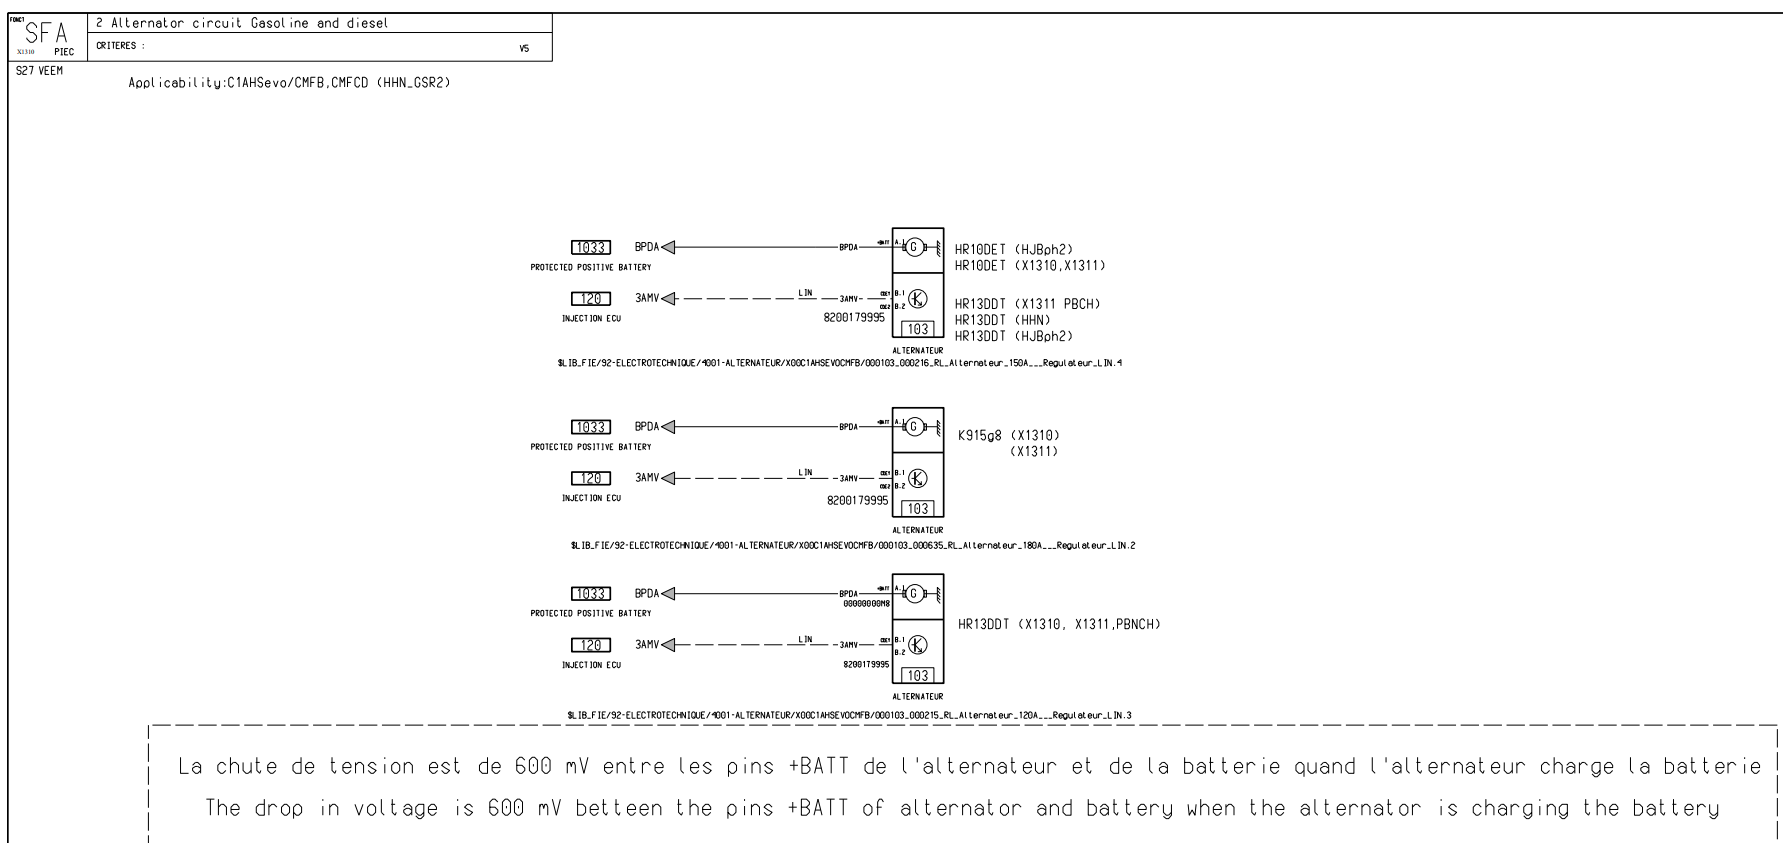 FONCT
SFA
X1310 PIEC
2 Alternator circuit Gasoline and diesel
CRITERES : V5
S27 VEEM
Applicability:C1AHSevo/CMFB,CMFCD (HHN_GSR2)
1033 BPDA BPDA +BATT A.1 G
PROTECTED POSITIVE BATTERY
HR10DET (HJBph2)
HR10DET (X1310,X1311)
120 3AMV LIN 3AMV B.1
B.2
INJECTION ECU
8200179995
103
HR13DDT (X1311 PBCH)
HR13DDT (HHN)
HR13DDT (HJBph2)
ALTERNATEUR
$LIB_FIE/92-ELECTROTECHNIQUE/4001-ALTERNATEUR/X00C1AHSEVOCMFB/000103_000216_RL_Alternateur_150A___Regulateur_LIN.4
1033 BPDA BPDA +BATT A.1 G
PROTECTED POSITIVE BATTERY
K915g8 (X1310)
(X1311)
120 3AMV LIN 3AMV B.1
B.2
INJECTION ECU
8200179995
103
ALTERNATEUR
$LIB_FIE/92-ELECTROTECHNIQUE/4001-ALTERNATEUR/X00C1AHSEVOCMFB/000103_000635_RL_Alternateur_180A___Regulateur_LIN.2
1033 BPDA BPDA +BATT A.1 G
00000000M8
PROTECTED POSITIVE BATTERY
HR13DDT (X1310, X1311,PBNCH)
120 3AMV LIN 3AMV B.1
B.2
INJECTION ECU
8200179995
103
ALTERNATEUR
$LIB_FIE/92-ELECTROTECHNIQUE/4001-ALTERNATEUR/X00C1AHSEVOCMFB/000103_000215_RL_Alternateur_120A___Regulateur_LIN.3
La chute de tension est de 600 mV entre les pins +BATT de l'alternateur et de la batterie quand l'alternateur charge la batterie
The drop in voltage is 600 mV betteen the pins +BATT of alternator and battery when the alternator is charging the battery